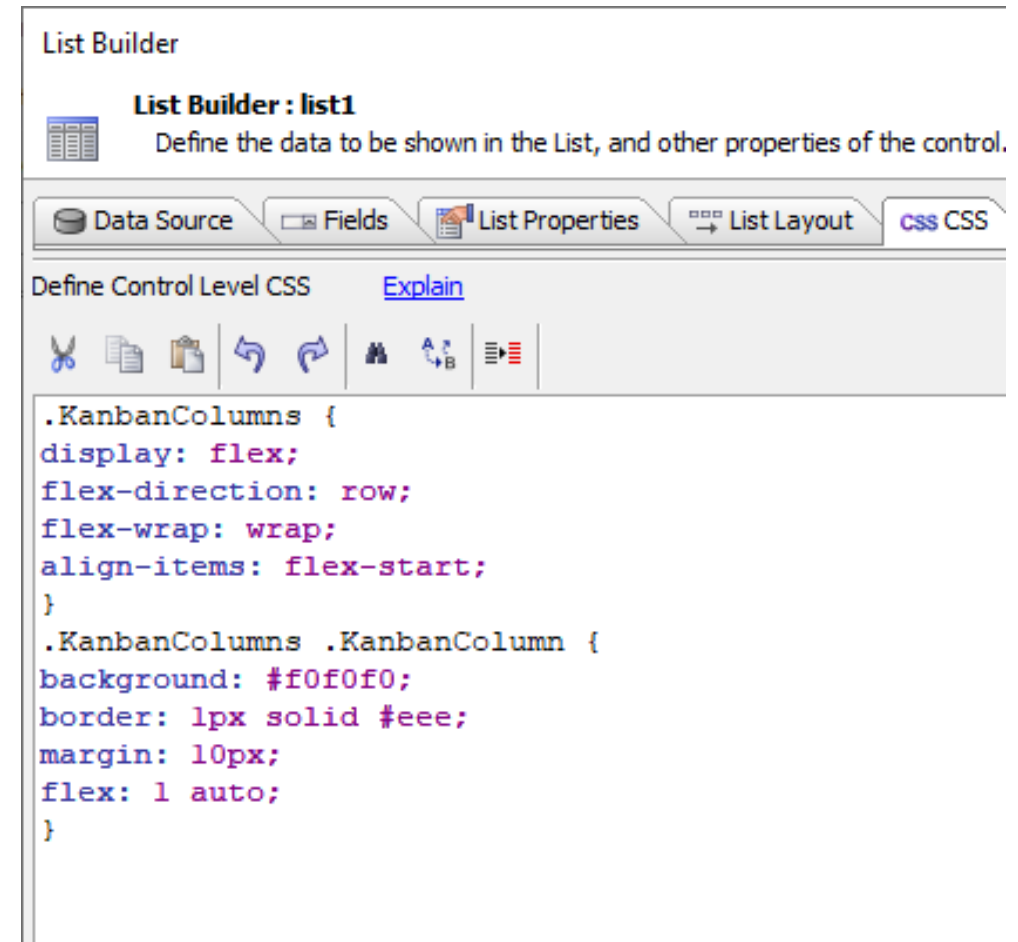 List Builder
List Builder : list1
Define the data to be shown in the List, and other properties of the control.
Data Source Fields List Properties List Layout css CSS
Define Control Level CSS Explain
A B
.KanbanColumns {
display: flex;
flex-direction: row;
flex-wrap: wrap;
align-items: flex-start;
}
.KanbanColumns .KanbanColumn {
background: #f0f0f0;
border: 1px solid #eee;
margin: 10px;
flex: 1 auto;
}